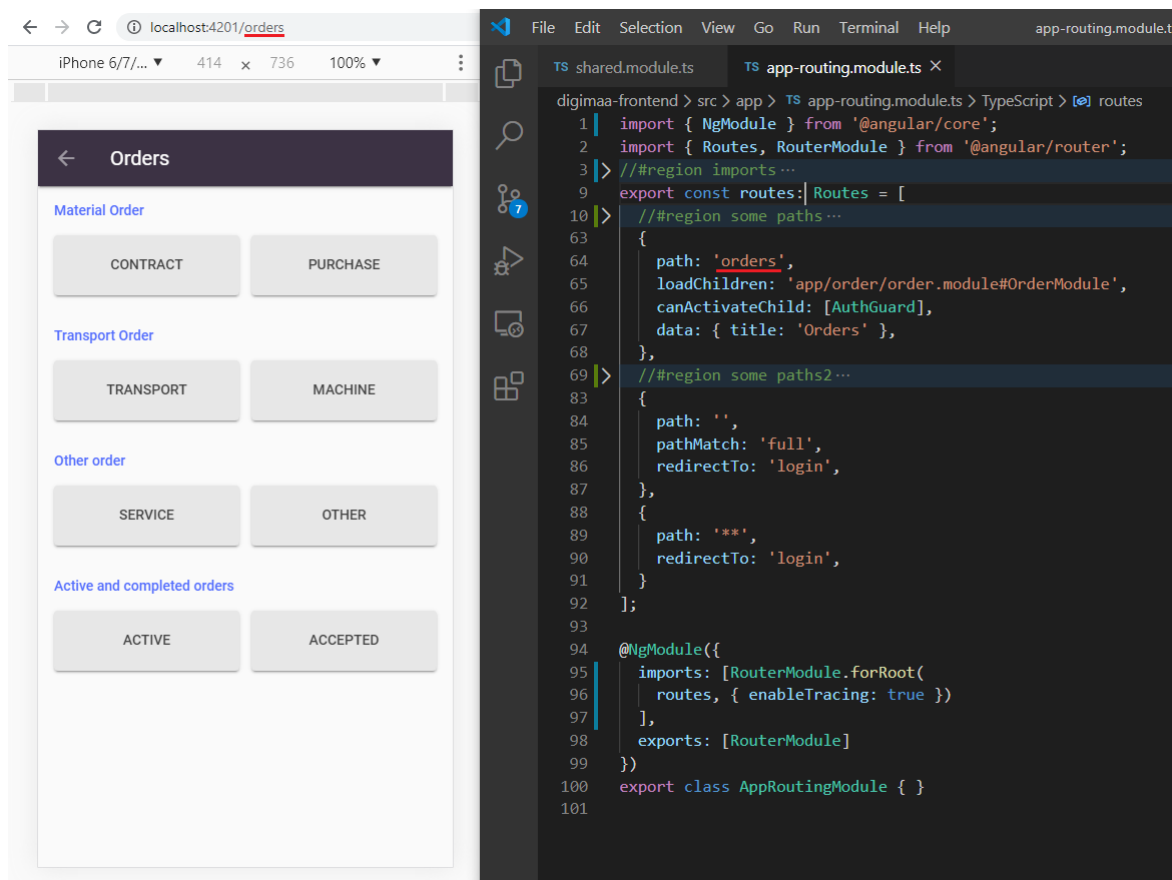 localhost:4201/orders
iPhone 6/7/... ▼ 414 x 736 100% ▼
Orders
Material Order
CONTRACT PURCHASE
Transport Order
TRANSPORT MACHINE
Other order
SERVICE OTHER
Active and completed orders
ACTIVE ACCEPTED
File Edit Selection View Go Run Terminal Help app-routing.module.t
TS shared.module.ts TS app-routing.module.ts ×
digimaa-frontend > src > app > TS app-routing.module.ts > TypeScript > routes
7
1 import { NgModule } from '@angular/core';
2 import { Routes, RouterModule } from '@angular/router';
3 //#region imports ···
9 export const routes: Routes = [
10 //#region some paths ···
63 {
64 path: 'orders',
65 loadChildren: 'app/order/order.module#OrderModule',
66 canActivateChild: [AuthGuard],
67 data: { title: 'Orders' },
68 },
69 //#region some paths2 ···
83 {
84 path: '',
85 pathMatch: 'full',
86 redirectTo: 'login',
87 },
88 {
89 path: '**',
90 redirectTo: 'login',
91 }
92 ];
93
94 @NgModule({
95 imports: [RouterModule.forRoot(
96 routes, { enableTracing: true })
97 ],
98 exports: [RouterModule]
99 })
100 export class AppRoutingModule { }
101